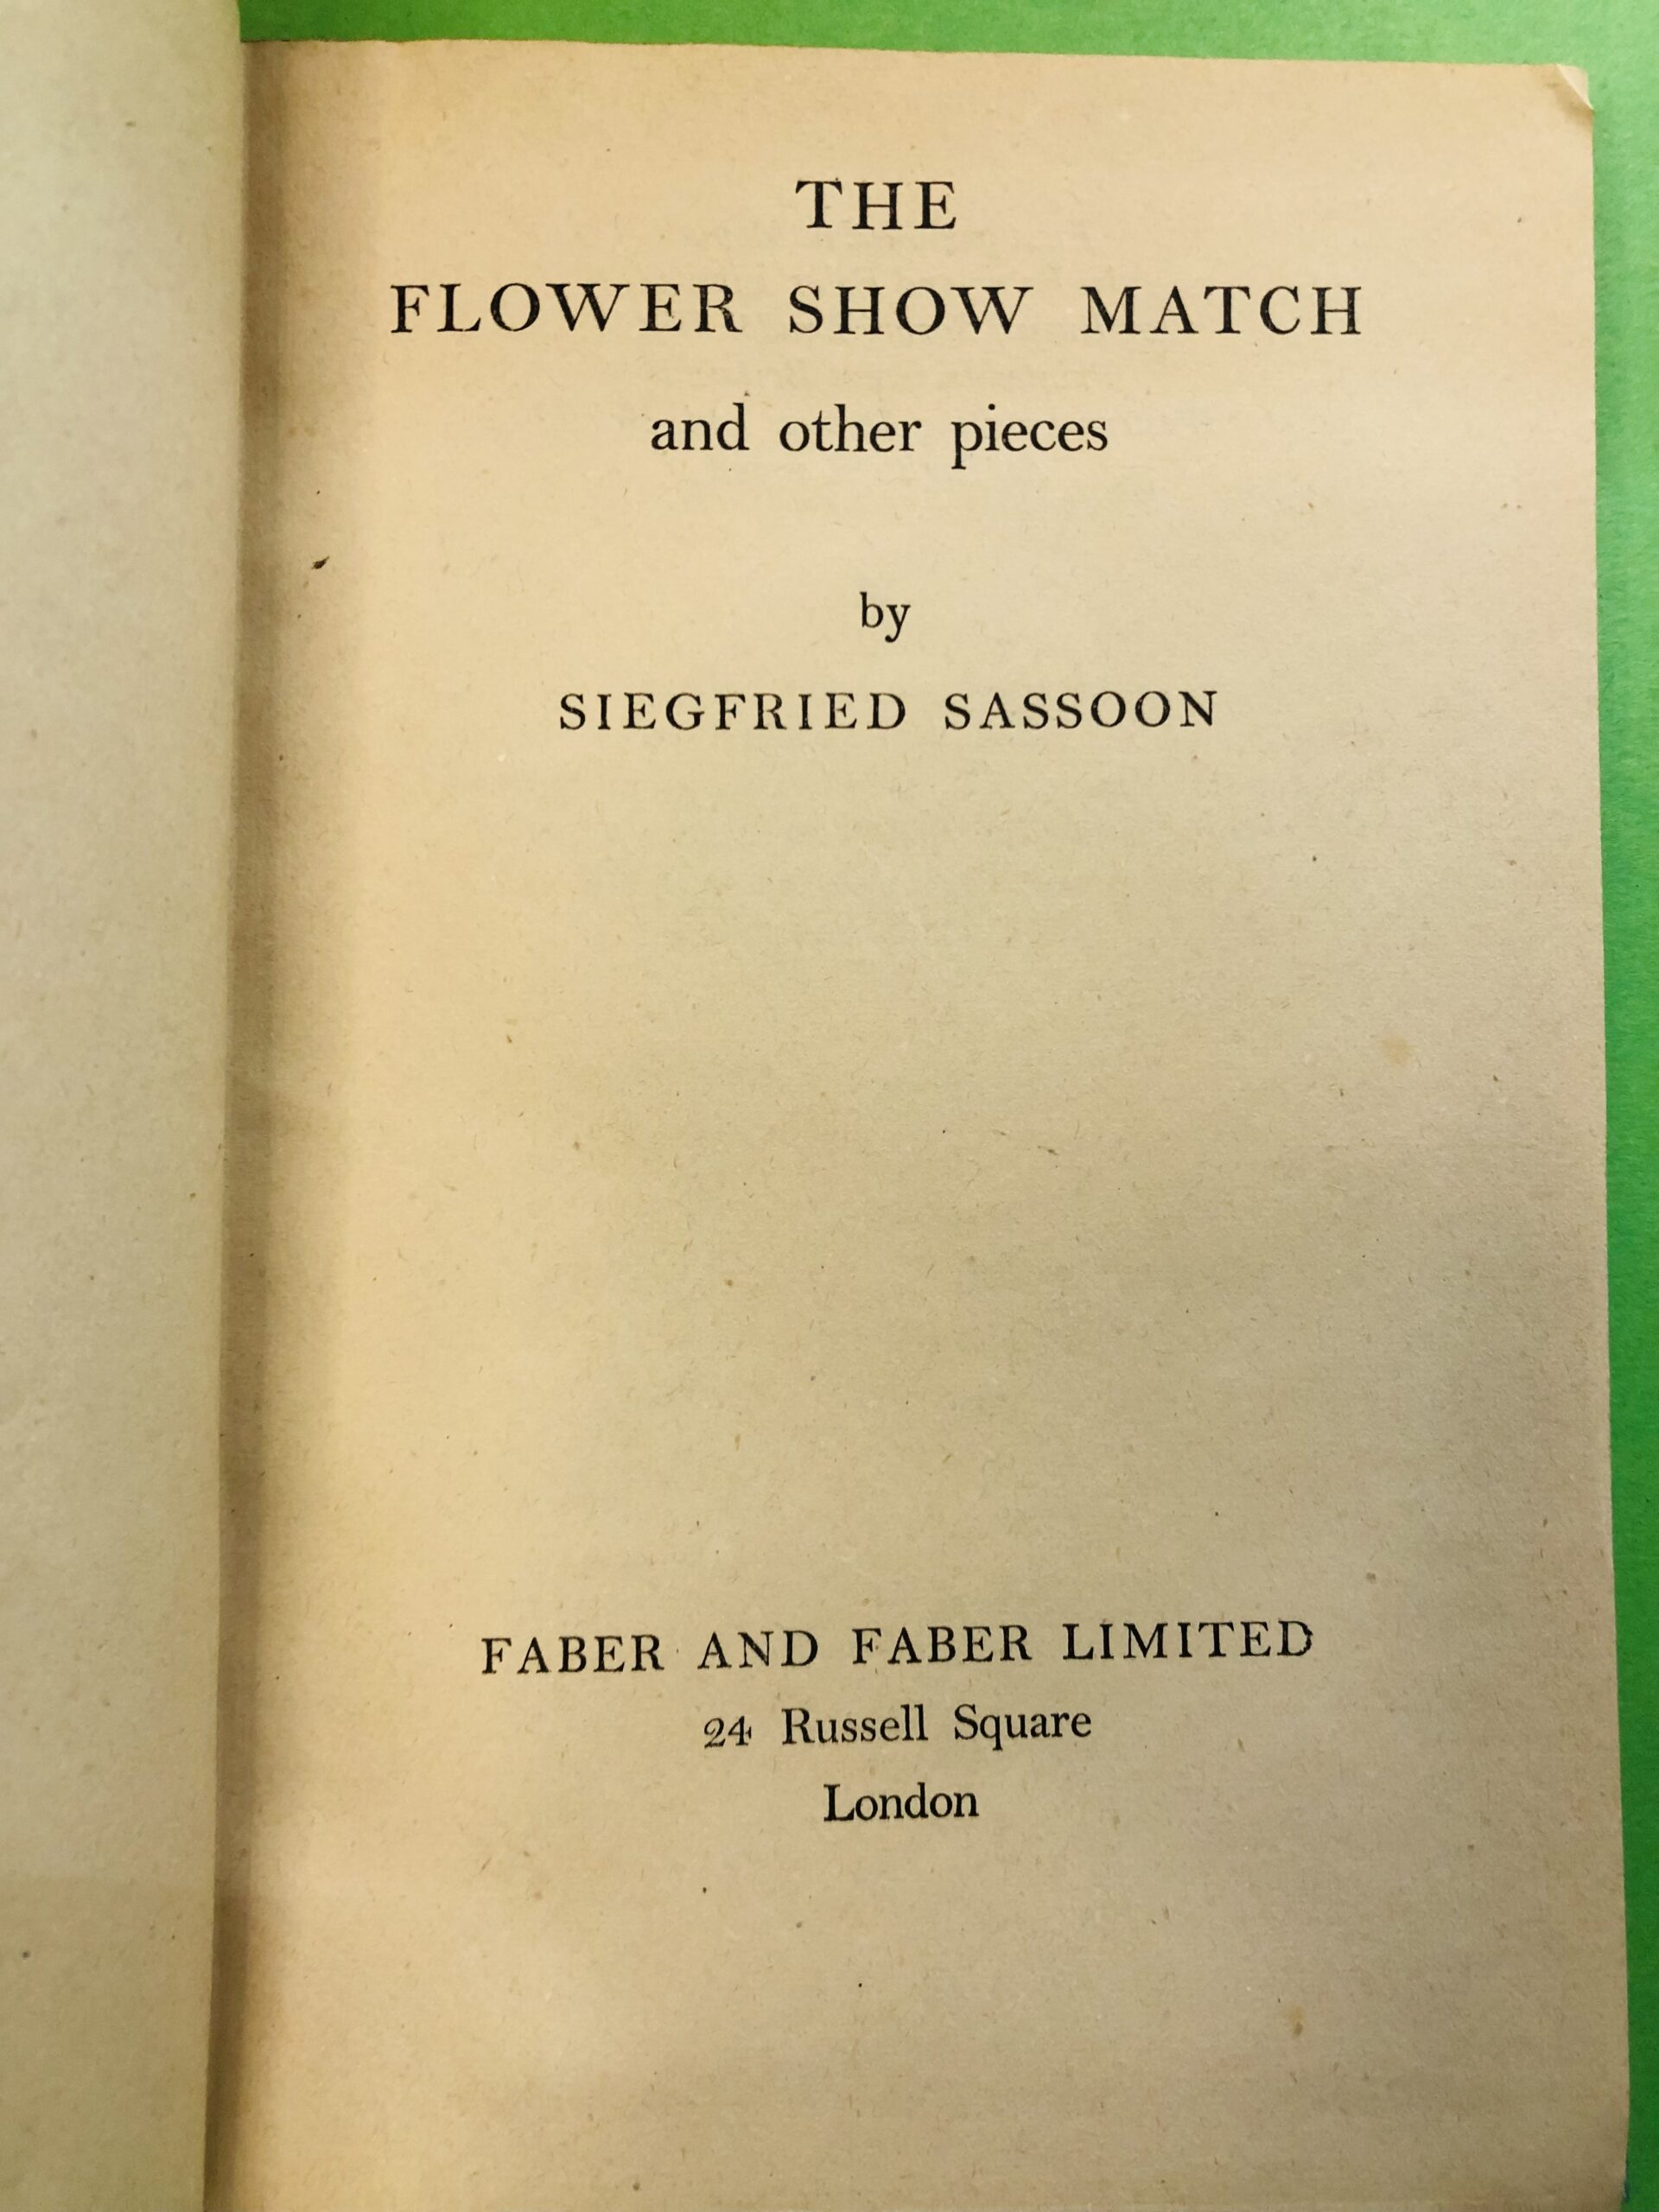 THE
FLOWER SHOW MATCH
and other pieces
by
SIEGFRIED SASSOON
FABER AND FABER LIMITED
24 Russell Square
London